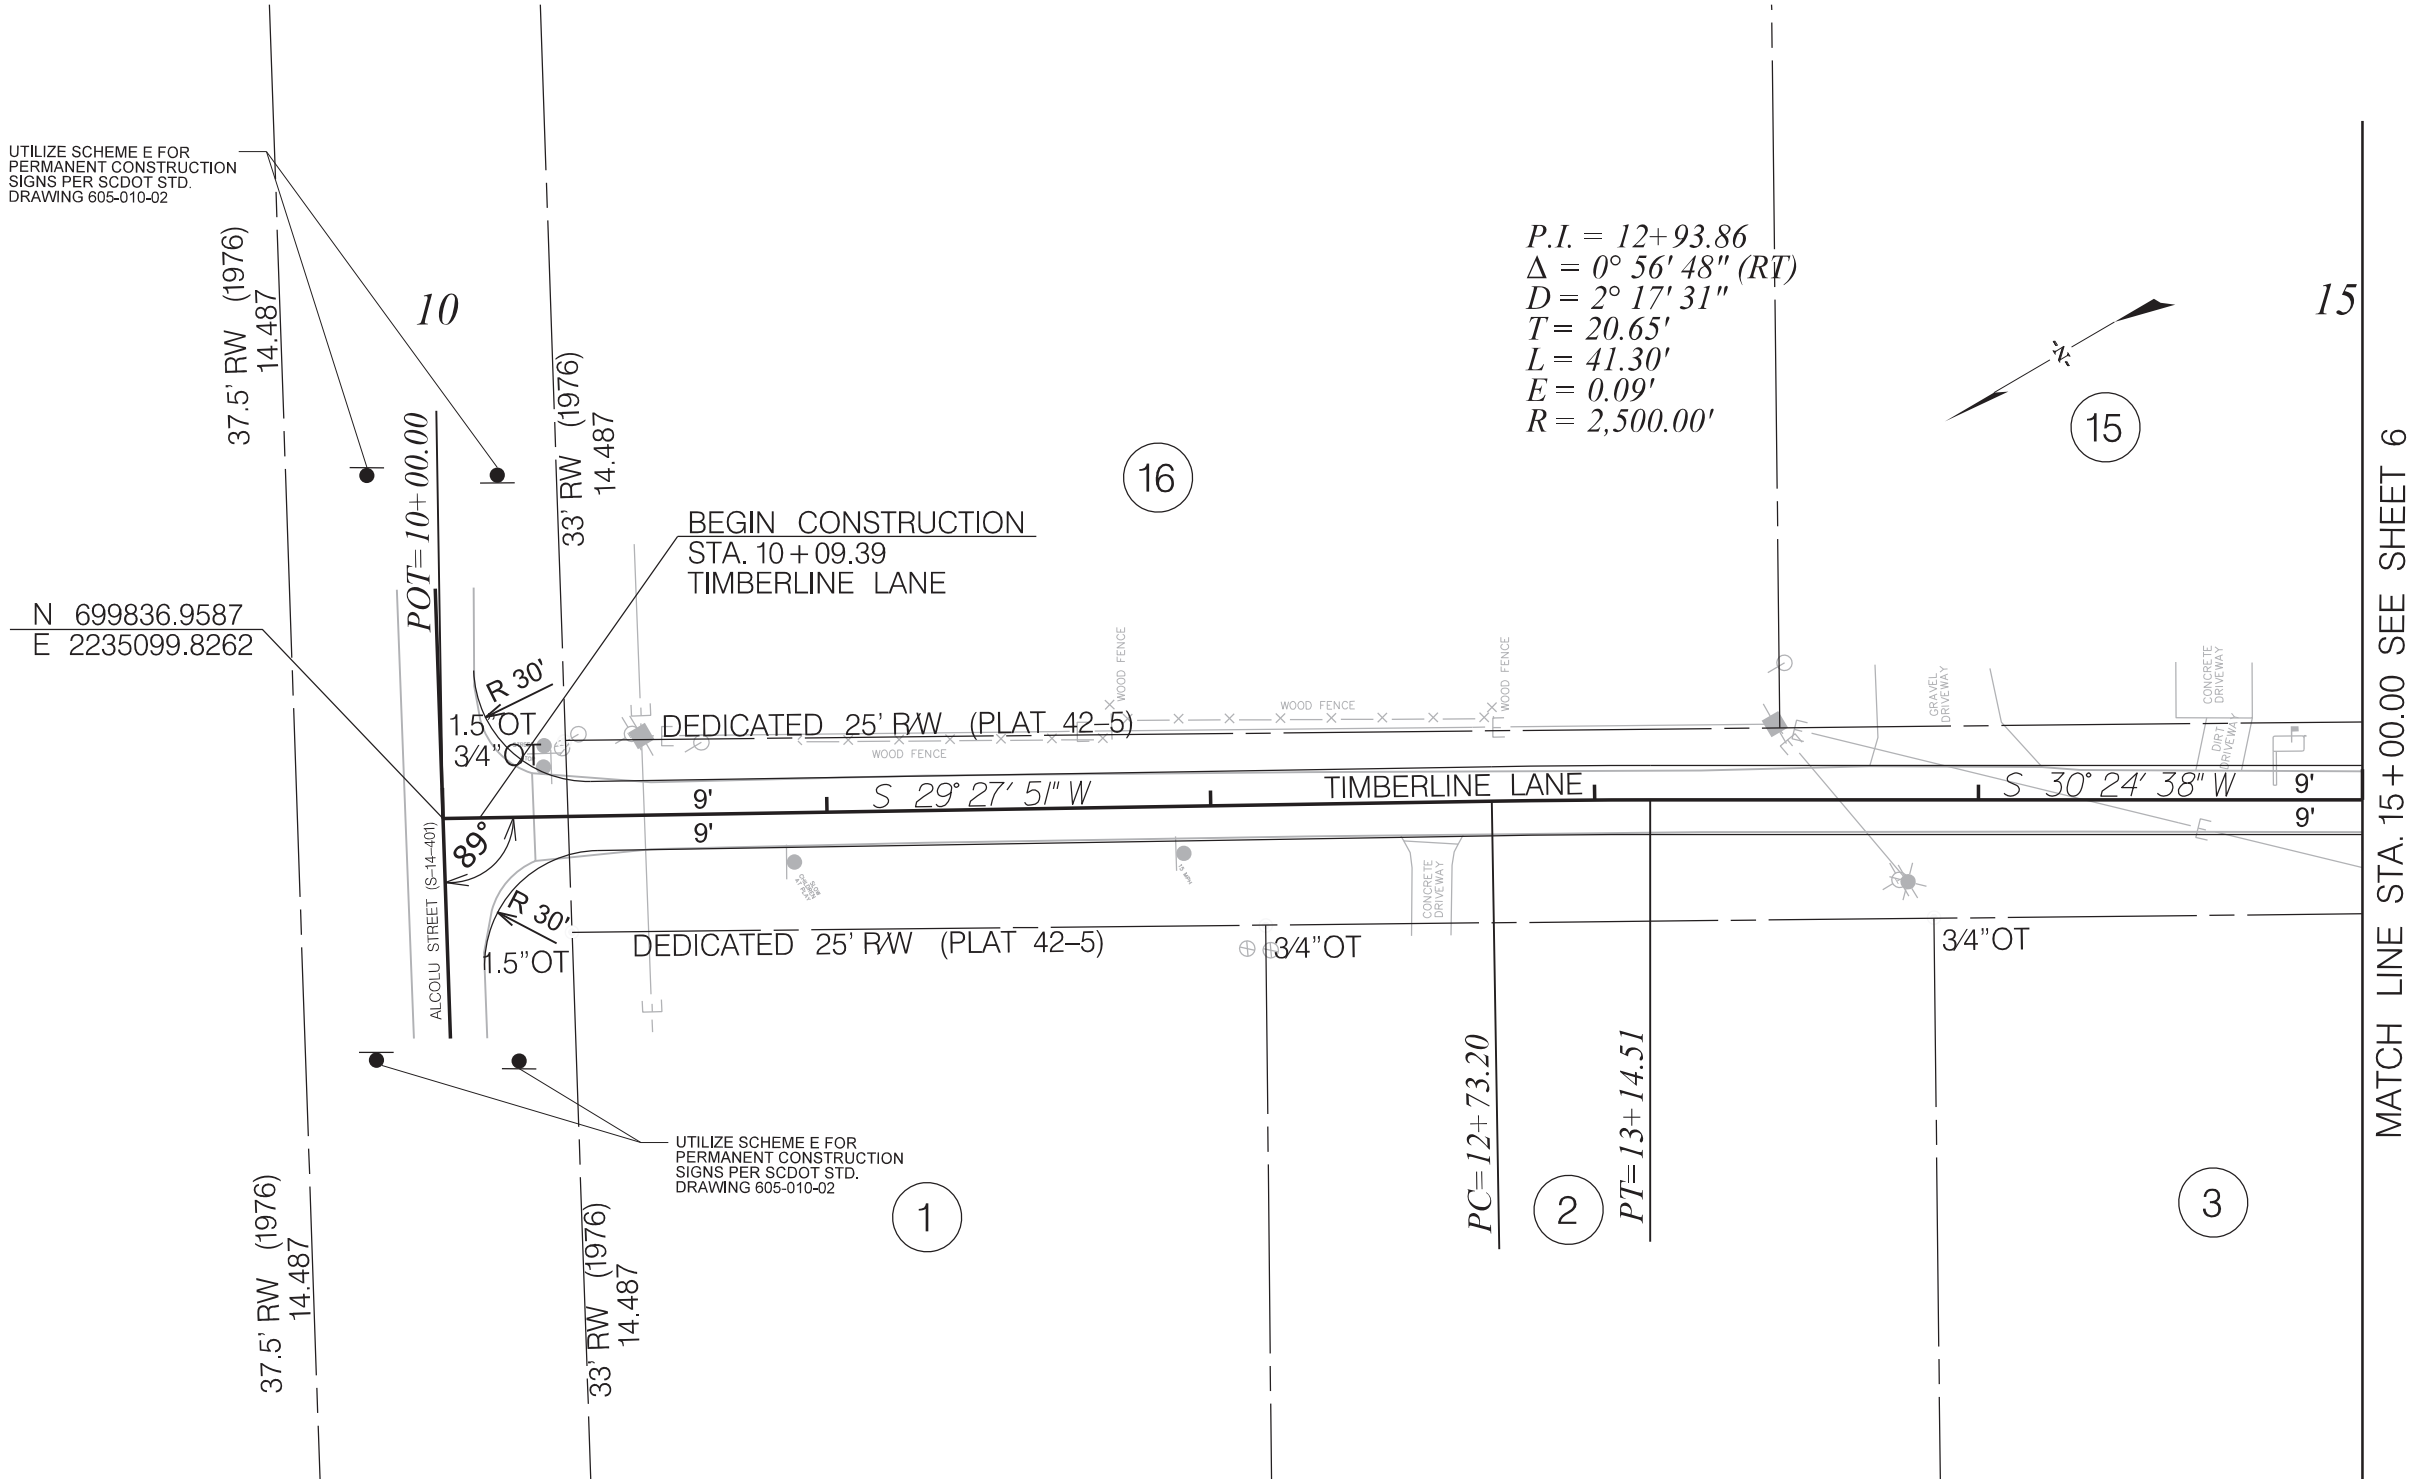 UTILIZE SCHEME E FOR
PERMANENT CONSTRUCTION
SIGNS PER SCDOT STD.
DRAWING 605-010-02
37.5' RW (1976)
14.487
10
POT=10+00.00
33' RW (1976)
14.487
P.I. = 12+93.86
Δ = 0° 56' 48" (RT)
D = 2° 17' 31"
T = 20.65'
L = 41.30'
E = 0.09'
R = 2,500.00'
N
15
15
16
BEGIN CONSTRUCTION
STA. 10+09.39
TIMBERLINE LANE
N 699836.9587
E 2235099.8262
R 30'
1.5"OT
3/4"OT
DEDICATED 25' R/W (PLAT 42-5)
WOOD FENCE
WOOD FENCE
WOOD FENCE
WOOD FENCE
GRAVEL
DRIVEWAY
CONCRETE
DRIVEWAY
DIRT
DRIVEWAY
E
E
E
E
E
9'
S 29° 27' 51" W
TIMBERLINE LANE
S 30° 24' 38" W
9'
9'
9'
89°
ALCOLU STREET (S-14-401)
SLOW
CHILDREN
AT PLAY
15 MPH
CONCRETE
DRIVEWAY
E
R 30'
1.5"OT
DEDICATED 25' R/W (PLAT 42-5)
3/4"OT
3/4"OT
E
PC=12+73.20
PT=13+14.51
UTILIZE SCHEME E FOR
PERMANENT CONSTRUCTION
SIGNS PER SCDOT STD.
DRAWING 605-010-02
37.5' RW (1976)
14.487
33' RW (1976)
14.487
1
2
3
MATCH LINE STA. 15+00.00 SEE SHEET 6